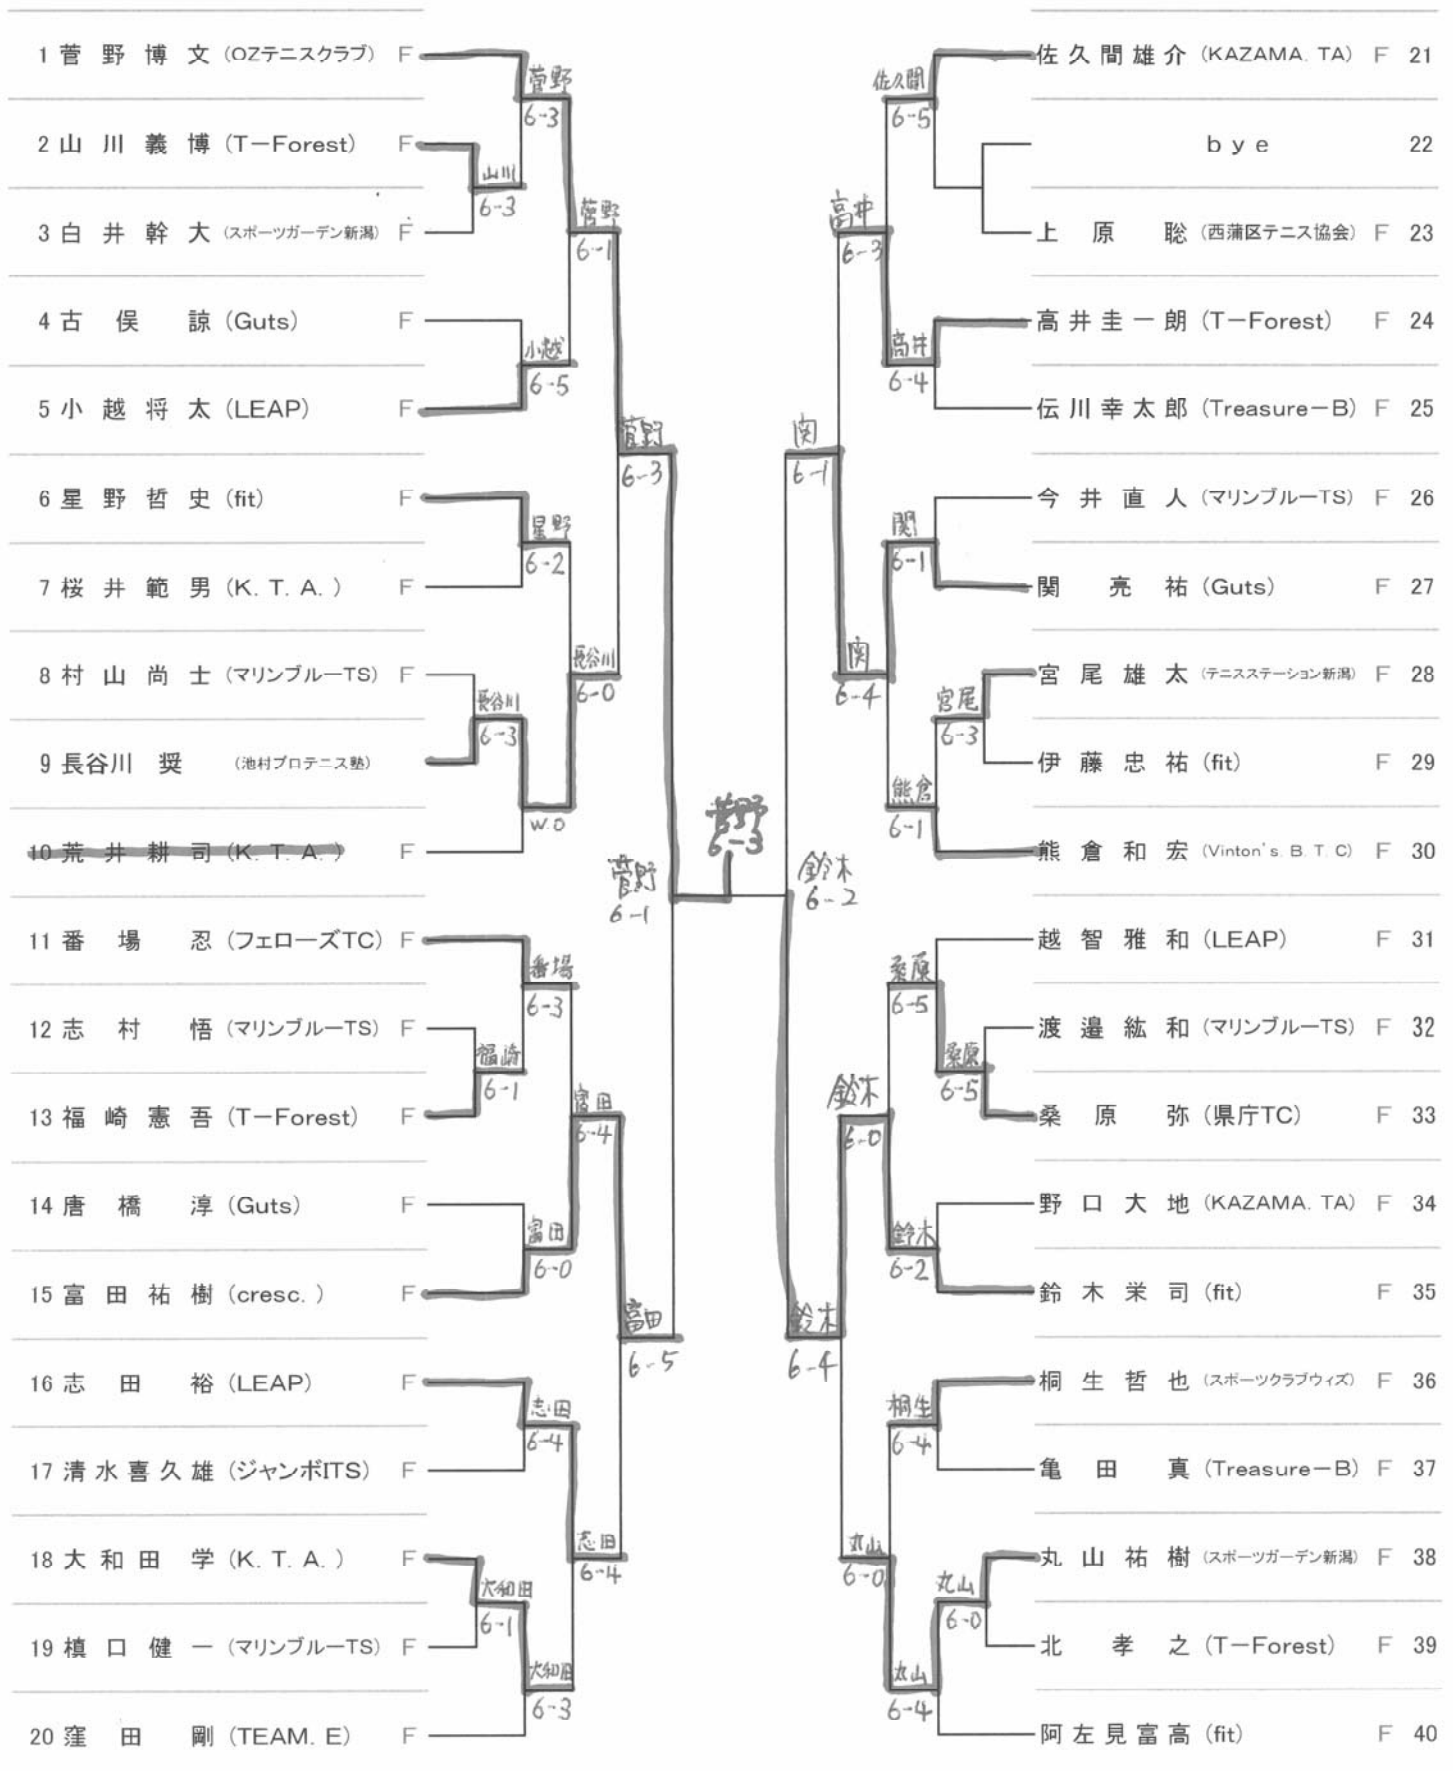 1 菅野博文 (OZテニスクラブ) F
2 山川義博 (T-Forest) F
3 白井幹大 (スポーツガーデン新潟) F
4 古俣諒 (Guts) F
5 小越将太 (LEAP) F
6 星野哲史 (fit) F
7 桜井範男 (K.T.A.) F
8 村山尚士 (マリンブルーTS) F
9 長谷川奨 (池村プロテニス塾)
10 荒井耕司 (K.T.A.) F
11 番場忍 (フェローズTC) F
12 志村悟 (マリンブルーTS) F
13 福崎憲吾 (T-Forest) F
14 唐橋淳 (Guts) F
15 富田祐樹 (cresc.) F
16 志田裕 (LEAP) F
17 清水喜久雄 (ジャンボITS) F
18 大和田学 (K.T.A.) F
19 槙口健一 (マリンブルーTS) F
20 窪田剛 (TEAM.E) F
山川
6-3
長谷川
6-3
福崎
6-1
大和田
6-1
菅野
6-3
小越
6-5
星野
6-2
W.O
番場
6-3
富田
6-0
志田
6-4
大和田
6-3
菅野
6-1
長谷川
6-0
富田
6-4
志田
6-4
菅野
6-3
富田
6-5
菅野
6-1
菅野
6-3
鈴木
6-2
関
6-1
鈴木
6-4
高井
6-3
関
6-4
鈴木
6-0
丸山
6-0
佐久間
6-5
高井
6-4
関
6-1
熊倉
6-1
桑原
6-5
鈴木
6-2
桐生
6-4
丸山
6-4
宮尾
6-3
桑原
6-5
丸山
6-0
佐久間雄介 (KAZAMA.TA) F 21
bye 22
上原聡 (西蒲区テニス協会) F 23
高井圭一朗 (T-Forest) F 24
伝川幸太郎 (Treasure-B) F 25
今井直人 (マリンブルーTS) F 26
関亮祐 (Guts) F 27
宮尾雄太 (テニスステーション新潟) F 28
伊藤忠祐 (fit) F 29
熊倉和宏 (Vinton's.B.T.C) F 30
越智雅和 (LEAP) F 31
渡邉紘和 (マリンブルーTS) F 32
桑原弥 (県庁TC) F 33
野口大地 (KAZAMA.TA) F 34
鈴木栄司 (fit) F 35
桐生哲也 (スポーツクラブウィズ) F 36
亀田真 (Treasure-B) F 37
丸山祐樹 (スポーツガーデン新潟) F 38
北孝之 (T-Forest) F 39
阿左見富高 (fit) F 40